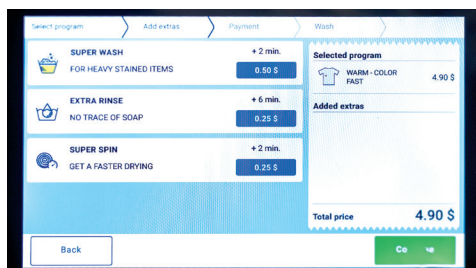 Select program
Add extras
Payment
Wash
SUPER WASH
+ 2 min.
FOR HEAVY STAINED ITEMS
0.50 $
EXTRA RINSE
+ 6 min.
NO TRACE OF SOAP
0.25 $
SUPER SPIN
+ 2 min.
GET A FASTER DRYING
0.25 $
Selected program
WARM - COLOR
FAST
4.90 $
Added extras
Total price
4.90 $
Back